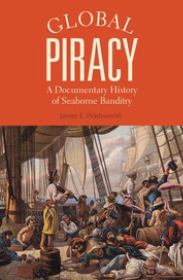 GLOBAL
PIRACY
A Documentary History
of Seaborne Banditry
James E. Wadsworth